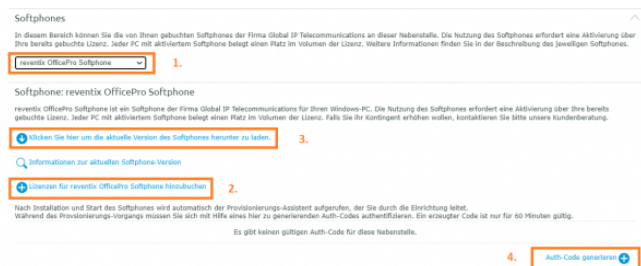 Softphones
In diesem Bereich können Sie die von Ihnen gebuchten Softphones der Firma Global IP Telecommunications an dieser Nebenstelle. Die Nutzung des Softphones erfordert eine Aktivierung über
Ihre bereits gebuchte Lizenz. Jeder PC mit aktiviertem Softphone belegt einen Platz im Volumen der Lizenz. Weitere Informationen finden Sie in der Beschreibung des jeweiligen Softphones.
reventix OfficePro Softphone 1.
Softphone: reventix OfficePro Softphone
reventix OfficePro Softphone ist ein Softphone der Firma Global IP Telecommunications für Ihren Windows-PC. Die Nutzung des Softphones erfordert eine Aktivierung über Ihre bereits
gebuchte Lizenz. Jeder PC mit aktiviertem Softphone belegt einen Platz im Volumen der Lizenz. Falls Sie ihr Kontingent erhöhen wollen, kontaktieren Sie bitte unsere Kundenberatung.
Klicken Sie hier um die aktuelle Version des Softphones herunter zu laden. 3.
Informationen zur aktuellen Softphone-Version
Lizenzen für reventix OfficePro Softphone hinzubuchen 2.
Nach Installation und Start des Softphones wird automatisch der Provisionierungs-Assistent aufgerufen, der Sie durch die Einrichtung leitet.
Während des Provsionierungs-Vorgangs müssen Sie sich mit Hilfe eines hier zu generierenden Auth-Codes authentifizieren. Ein erzeugter Code ist nur für 60 Minuten gültig.
Es gibt keinen gültigen Auth-Code für diese Nebenstelle.
4. Auth-Code generieren